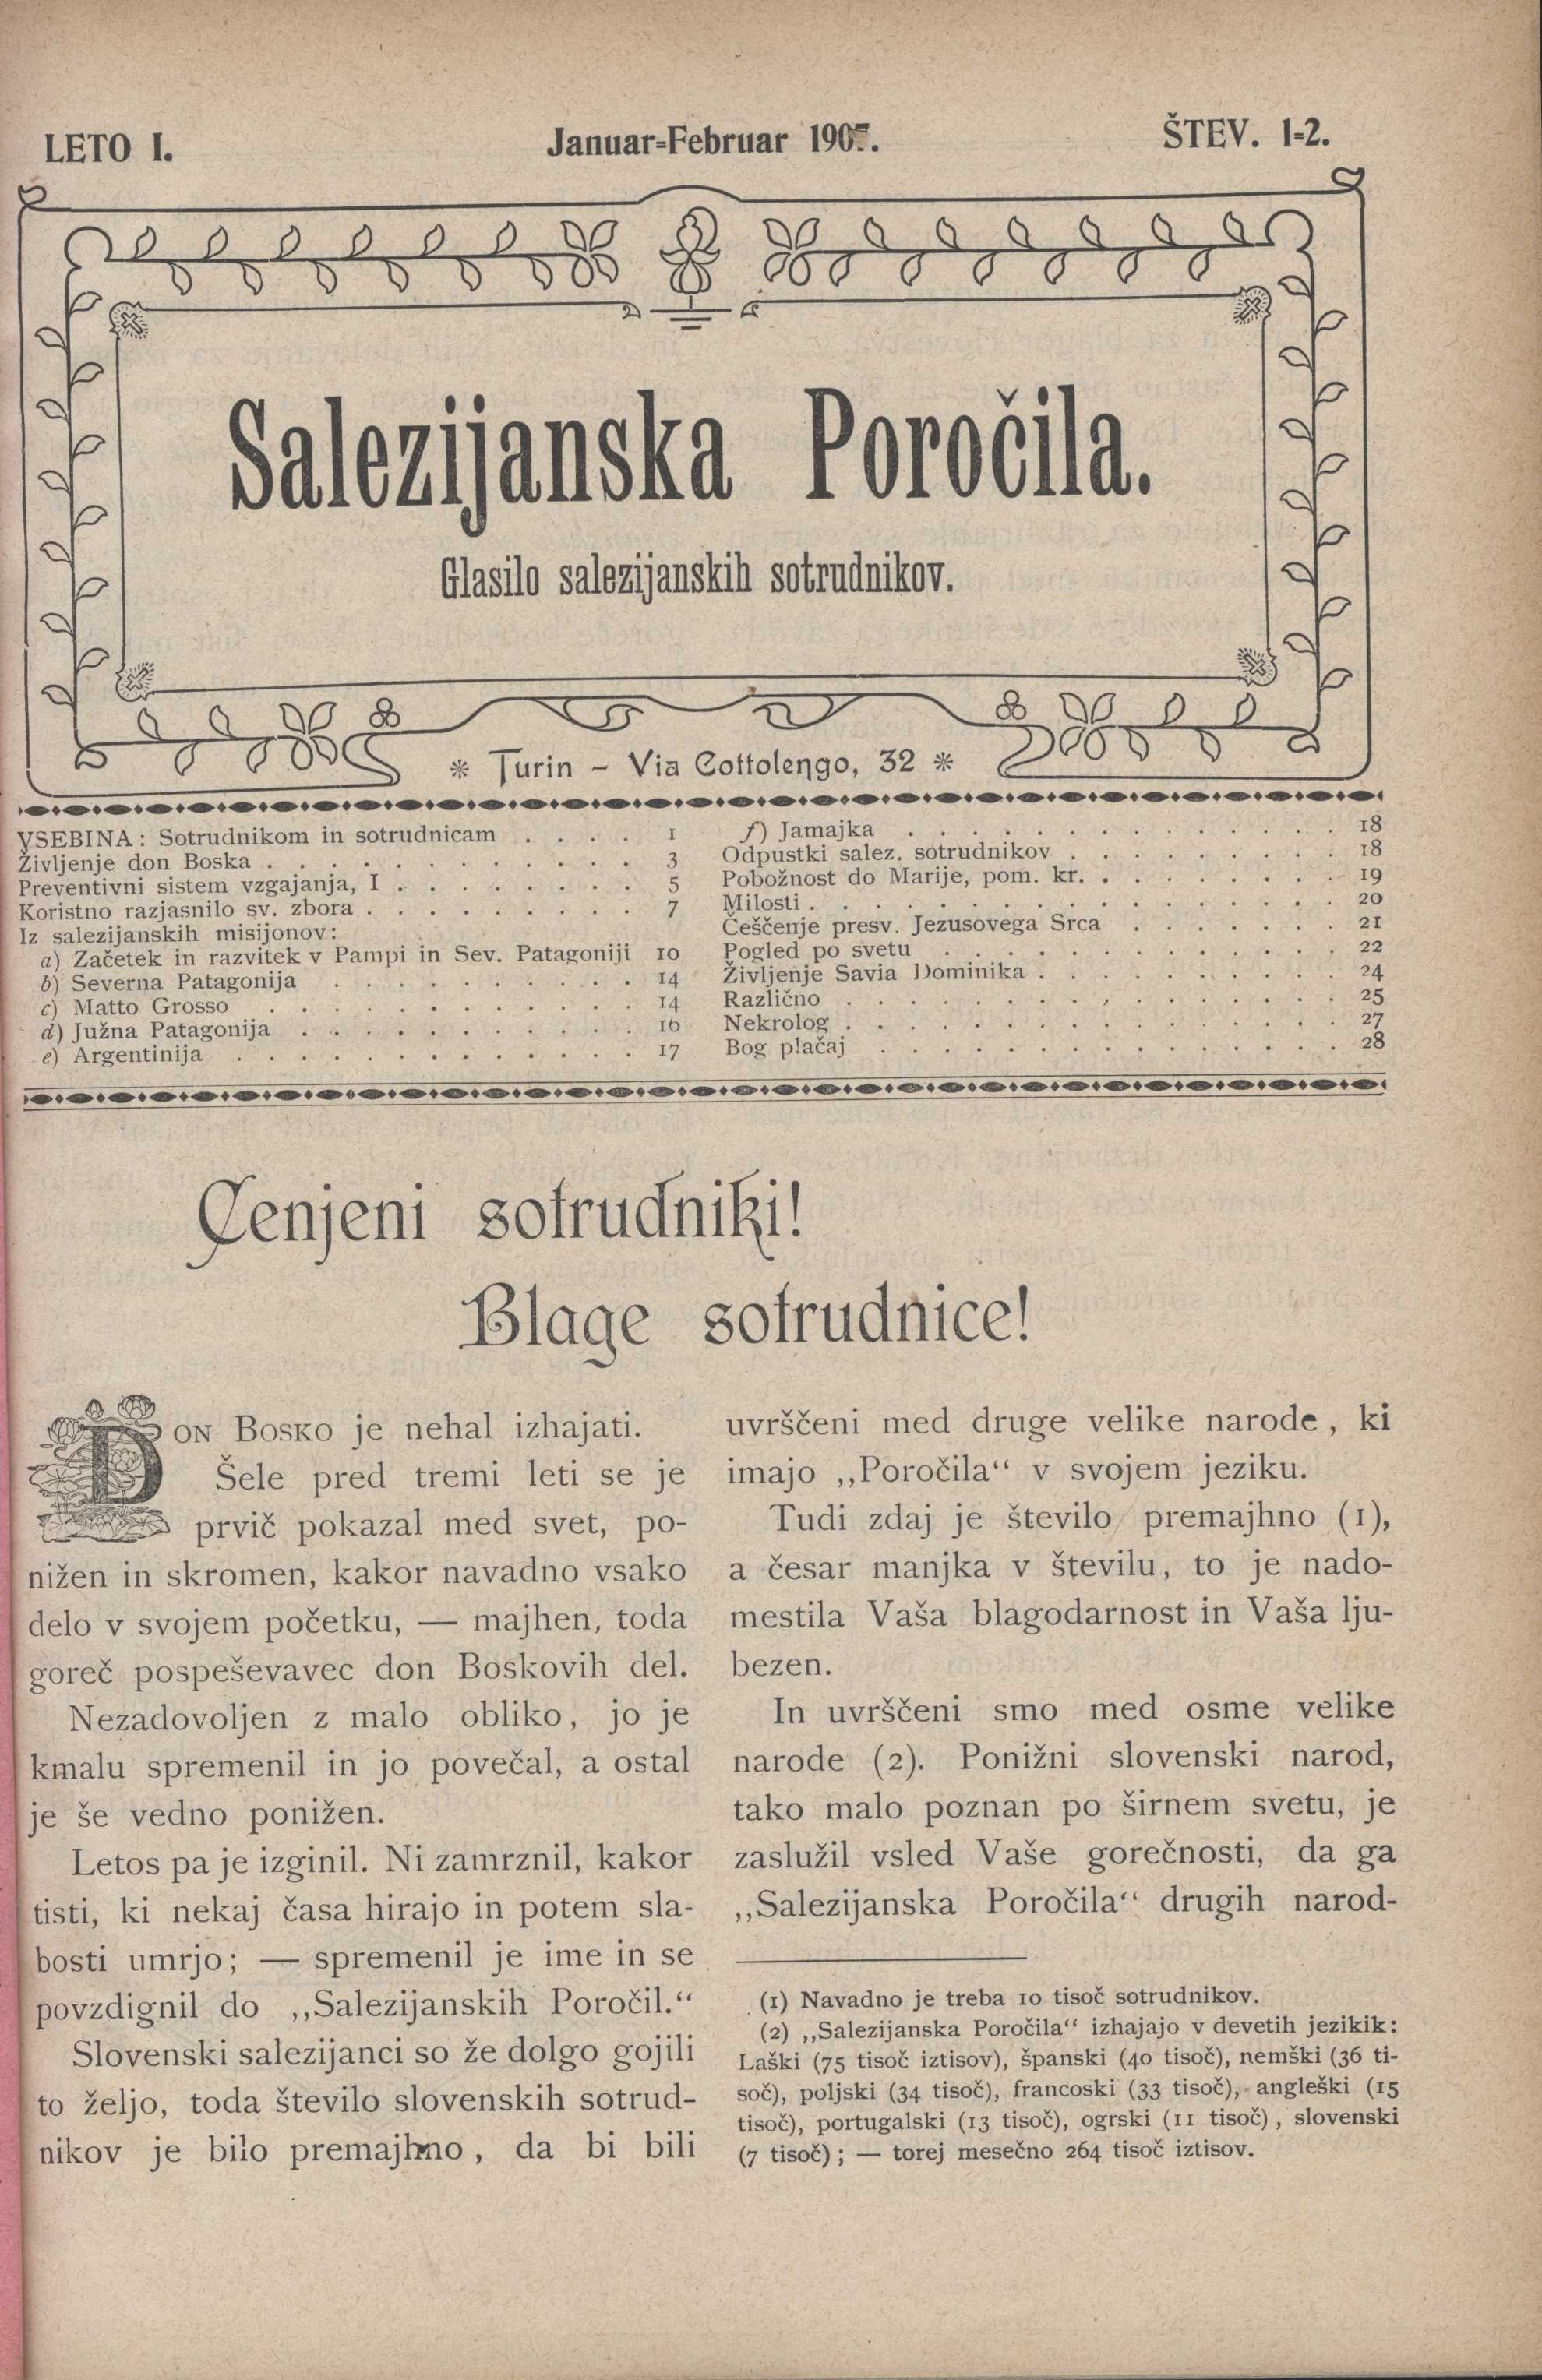 LETO I.
Januar-Februar 1907.
ŠTEV. 1-2.
Salezijanska Poročila.
Glasilo salezijanskih sotrudnikov.
* Turin - Via Cottolengo, 32 *
VSEBINA: Sotrudnikom in sotrudnicam . . . . 1
Življenje don Boska . . . . . . . . . . . . 3
Preventivni sistem vzgajanja, I . . . . . . . . 5
Koristno razjasnilo sv. zbora . . . . . . . . . 7
Iz salezijanskih misijonov:
a) Začetek in razvitek v Pampi in Sev. Patagoniji 10
b) Severna Patagonija . . . . . . . . . . 14
c) Matto Grosso . . . . . . . . . . . . 14
d) Južna Patagonija . . . . . . . . . . . 16
e) Argentinija . . . . . . . . . . . . . 17
f) Jamajka . . . . . . . . . . . . . . 18
Odpustki salez. sotrudnikov . . . . . . . . . 18
Pobožnost do Marije, pom. kr. . . . . . . . . 19
Milosti . . . . . . . . . . . . . . . . . 20
Češčenje presv. Jezusovega Srca . . . . . . . 21
Pogled po svetu . . . . . . . . . . . . . 22
Življenje Savia Dominika . . . . . . . . . . 24
Različno . . . . . . . . . . . . . . . . 25
Nekrolog . . . . . . . . . . . . . . . . 27
Bog plačaj . . . . . . . . . . . . . . . 28
Cenjeni sotrudniki!
Blage sotrudnice!
DON BOSKO je nehal izhajati.
Šele pred tremi leti se je
prvič pokazal med svet, po-
nižen in skromen, kakor navadno vsako
delo v svojem početku, — majhen, toda
goreč pospeševavec don Boskovih del.
Nezadovoljen z malo obliko, jo je
kmalu spremenil in jo povečal, a ostal
je še vedno ponižen.
Letos pa je izginil. Ni zamrznil, kakor
tisti, ki nekaj časa hirajo in potem sla-
bosti umrjo; — spremenil je ime in se
povzdignil do ,,Salezijanskih Poročil.“
Slovenski salezijanci so že dolgo gojili
to željo, toda število slovenskih sotrud-
nikov je bilo premajhno, da bi bili
uvrščeni med druge velike narode, ki
imajo ,,Poročila“ v svojem jeziku.
Tudi zdaj je število premajhno (1),
a česar manjka v številu, to je nado-
mestila Vaša blagodarnost in Vaša lju-
bezen.
In uvrščeni smo med osme velike
narode (2). Ponižni slovenski narod,
tako malo poznan po širnem svetu, je
zaslužil vsled Vaše gorečnosti, da ga
,,Salezijanska Poročila“ drugih narod-
(1) Navadno je treba 10 tisoč sotrudnikov.
(2) ,,Salezijanska Poročila“ izhajajo v devetih jezikik:
Laški (75 tisoč iztisov), španski (40 tisoč), nemški (36 ti-
soč), poljski (34 tisoč), francoski (33 tisoč), angleški (15
tisoč), portugalski (13 tisoč), ogrski (11 tisoč), slovenski
(7 tisoč); — torej mesečno 264 tisoč iztisov.